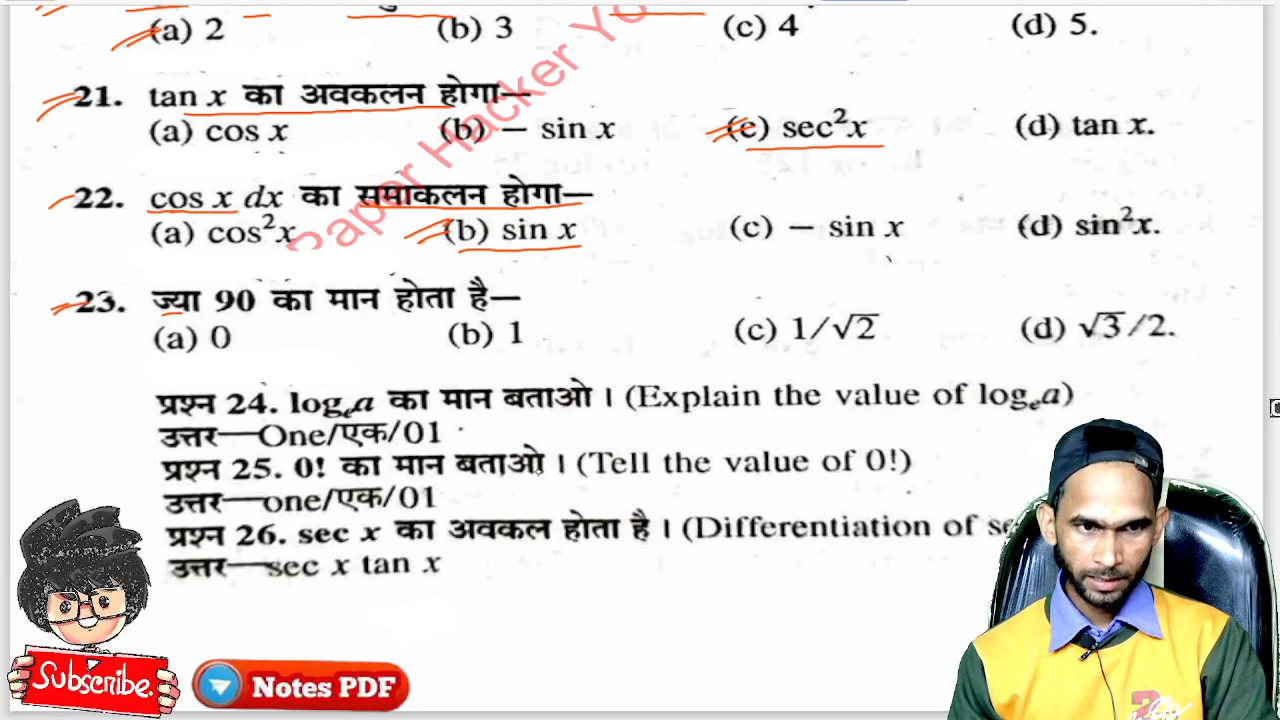 (a) 2 (b) 3 (c) 4 (d) 5.
21. tan x का अवकलन होगा—
(a) cos x (b) – sin x (c) sec²x (d) tan x.
22. cos x dx का समाकलन होगा—
(a) cos²x (b) sin x (c) – sin x (d) sin²x.
23. ज्या 90 का मान होता है—
(a) 0 (b) 1 (c) 1/√2 (d) √3/2.
प्रश्न 24. logₑa का मान बताओ। (Explain the value of logₑa)
उत्तर—One/एक/01
प्रश्न 25. 0! का मान बताओ। (Tell the value of 0!)
उत्तर—one/एक/01
प्रश्न 26. sec x का अवकल होता है। (Differentiation of
उत्तर—sec x tan x
Paper Hacker
Subscribe.
Notes PDF